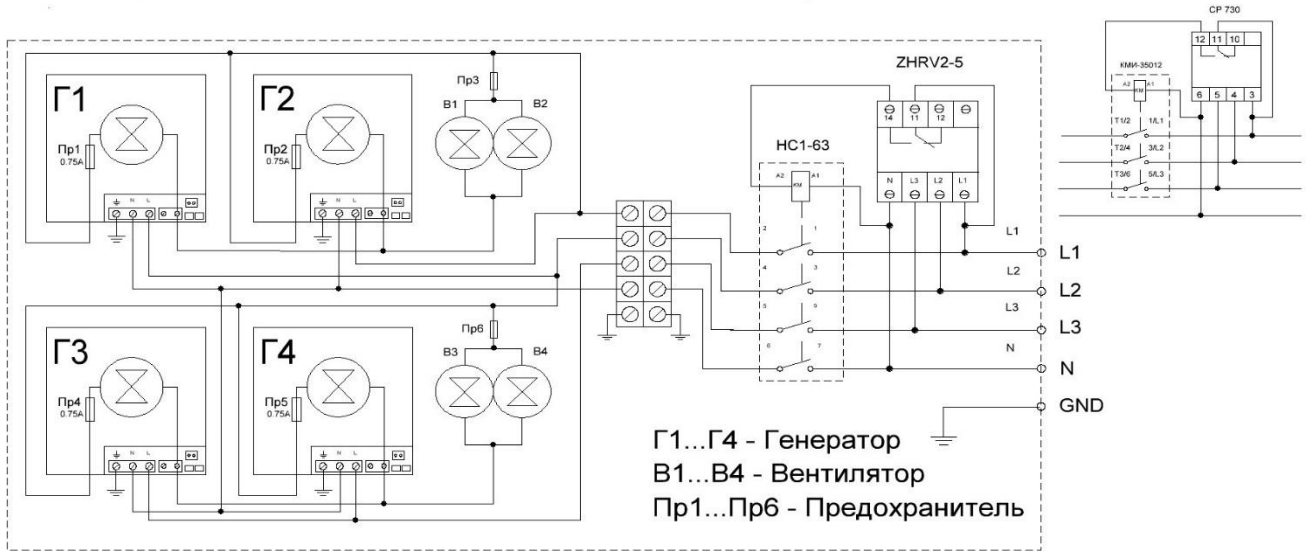 СР 730
12 11 10
КМИ-35012
A2 КМ A1
6 5 4 3
T1/2 1/L1
T2/4 3/L2
T3/6 5/L3
Г1
Пр1
0.75А
N L
Г2
Пр2
0.75А
N L
Пр3
В1 В2
ZHRV2-5
14 11 12
N L3 L2 L1
НС1-63
A2 КМ A1
2 1
4 3
5
6 7
L1 L1
L2 L2
L3 L3
N N
GND
Г3
Пр4
0.75А
N L
Г4
Пр5
0.75А
N L
Пр6
В3 В4
Г1...Г4 - Генератор
В1...В4 - Вентилятор
Пр1...Пр6 - Предохранитель